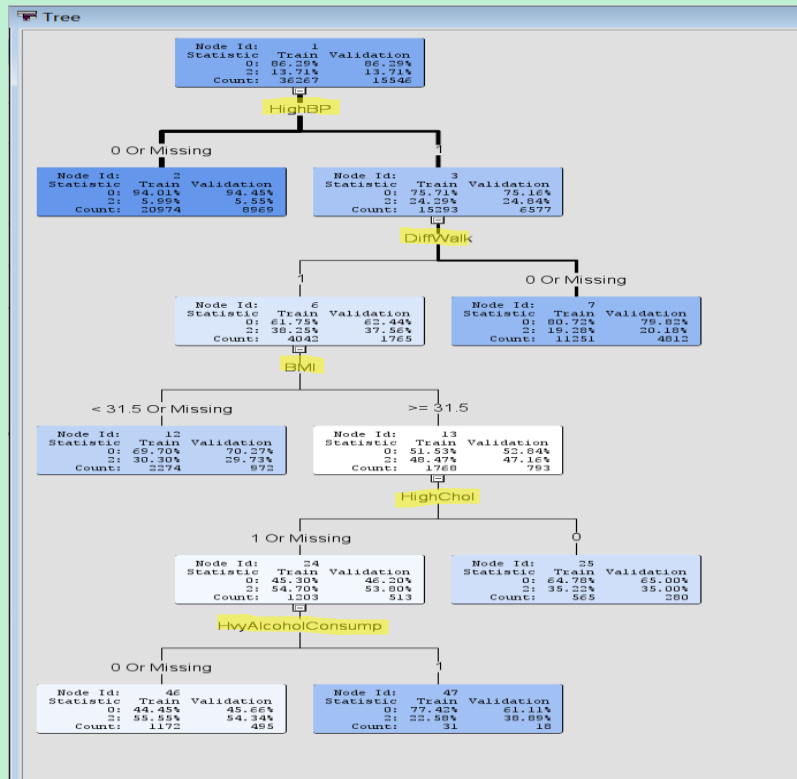 Tree
Node Id: 1
Statistic Train Validation
0: 86.29% 86.29%
2: 13.71% 13.71%
Count: 36267 15546
HighBP
0 Or Missing
1
Node Id: 2
Statistic Train Validation
0: 94.01% 94.45%
2: 5.99% 5.55%
Count: 20974 8969
Node Id: 3
Statistic Train Validation
0: 75.71% 75.16%
2: 24.29% 24.84%
Count: 15293 6577
DiffWalk
1
0 Or Missing
Node Id: 6
Statistic Train Validation
0: 61.75% 62.44%
2: 38.25% 37.56%
Count: 4042 1765
Node Id: 7
Statistic Train Validation
0: 80.72% 79.82%
2: 19.28% 20.18%
Count: 11251 4812
BMI
< 31.5 Or Missing
>= 31.5
Node Id: 12
Statistic Train Validation
0: 69.70% 70.27%
2: 30.30% 29.73%
Count: 2274 972
Node Id: 13
Statistic Train Validation
0: 51.53% 52.84%
2: 48.47% 47.16%
Count: 1768 793
HighChol
1 Or Missing
0
Node Id: 24
Statistic Train Validation
0: 45.30% 46.20%
2: 54.70% 53.80%
Count: 1203 513
Node Id: 25
Statistic Train Validation
0: 64.78% 65.00%
2: 35.22% 35.00%
Count: 565 280
HvyAlcoholConsump
0 Or Missing
1
Node Id: 46
Statistic Train Validation
0: 44.45% 45.66%
2: 55.55% 54.34%
Count: 1172 495
Node Id: 47
Statistic Train Validation
0: 77.42% 61.11%
2: 22.58% 38.89%
Count: 31 18